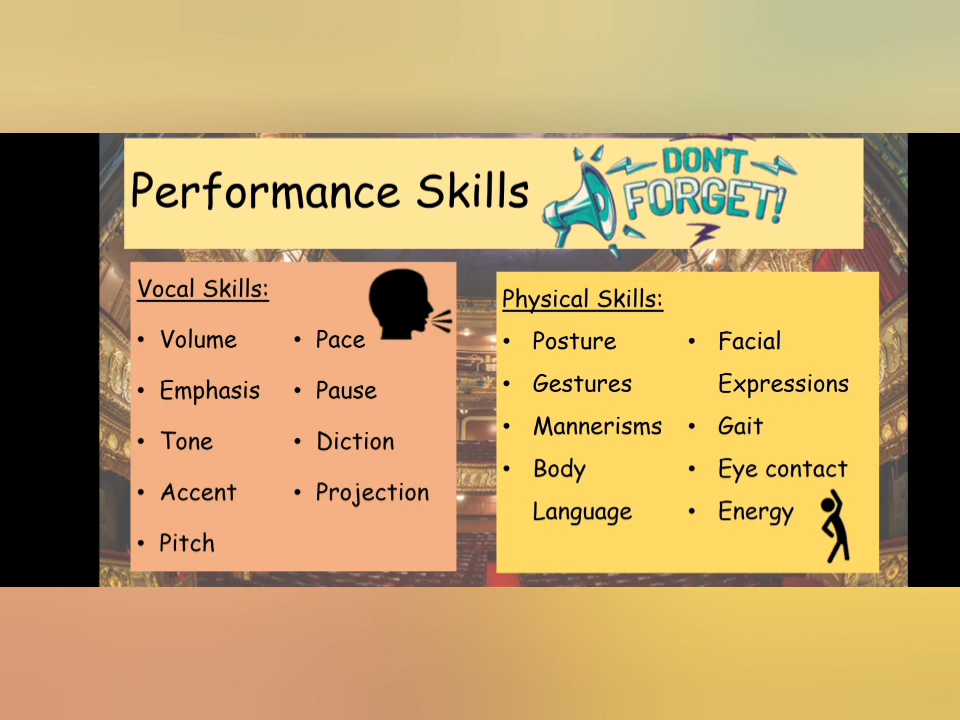 Performance Skills
DON'T
FORGET!
Vocal Skills:
• Volume
• Emphasis
• Tone
• Accent
• Pitch
• Pace
• Pause
• Diction
• Projection
Physical Skills:
• Posture
• Gestures
• Mannerisms
• Body
Language
• Facial
Expressions
• Gait
• Eye contact
• Energy